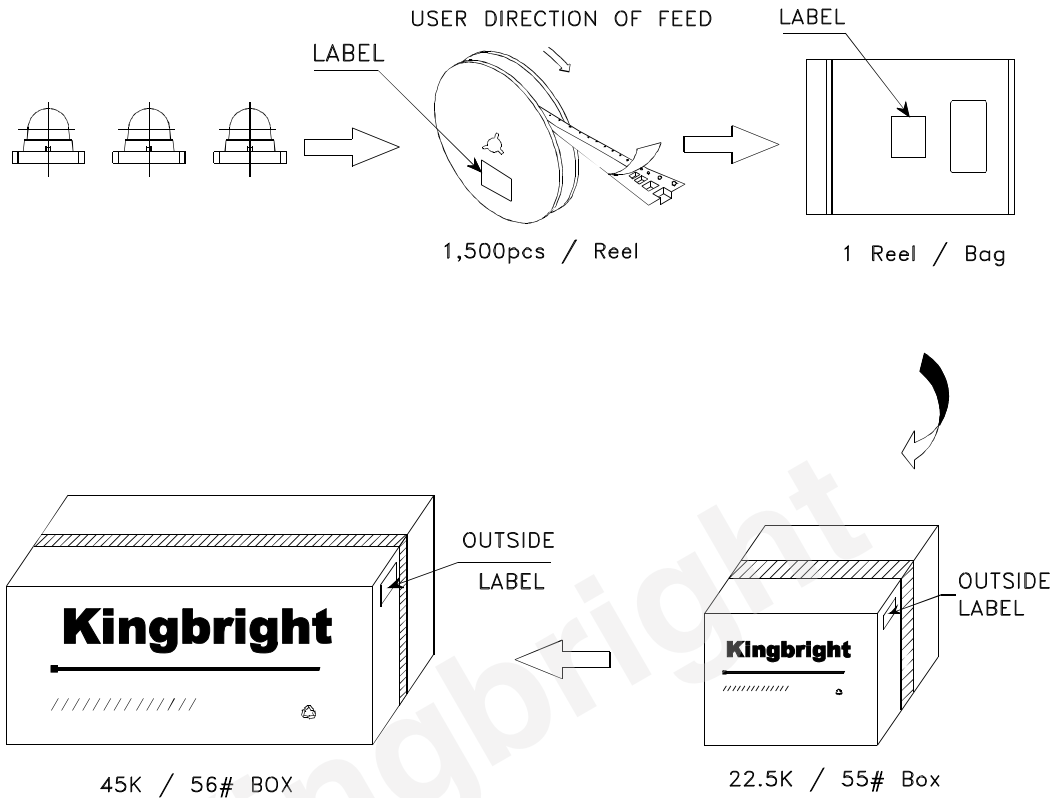 USER DIRECTION OF FEED
LABEL
LABEL
1,500pcs / Reel
1 Reel / Bag
OUTSIDE
LABEL
OUTSIDE
LABEL
Kingbright
Kingbright
45K / 56# BOX
22.5K / 55# Box
ingbright